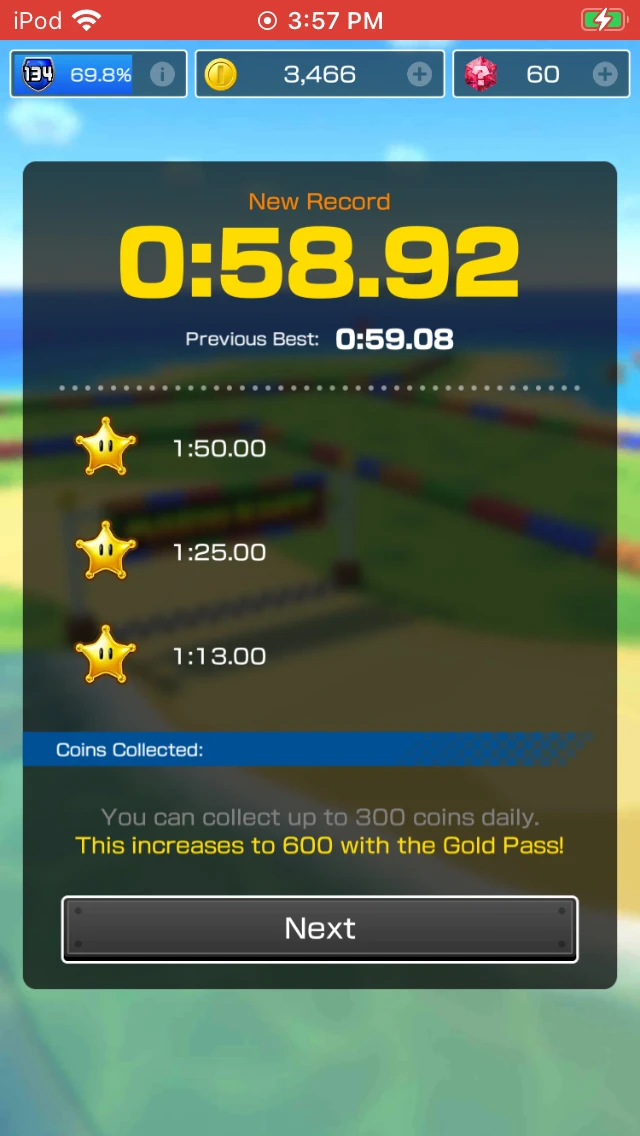 iPod 3:57 PM
134 69.8% i 3,466 60
New Record
0:58.92
Previous Best: 0:59.08
1:50.00
1:25.00
1:13.00
Coins Collected:
You can collect up to 300 coins daily.
This increases to 600 with the Gold Pass!
Next